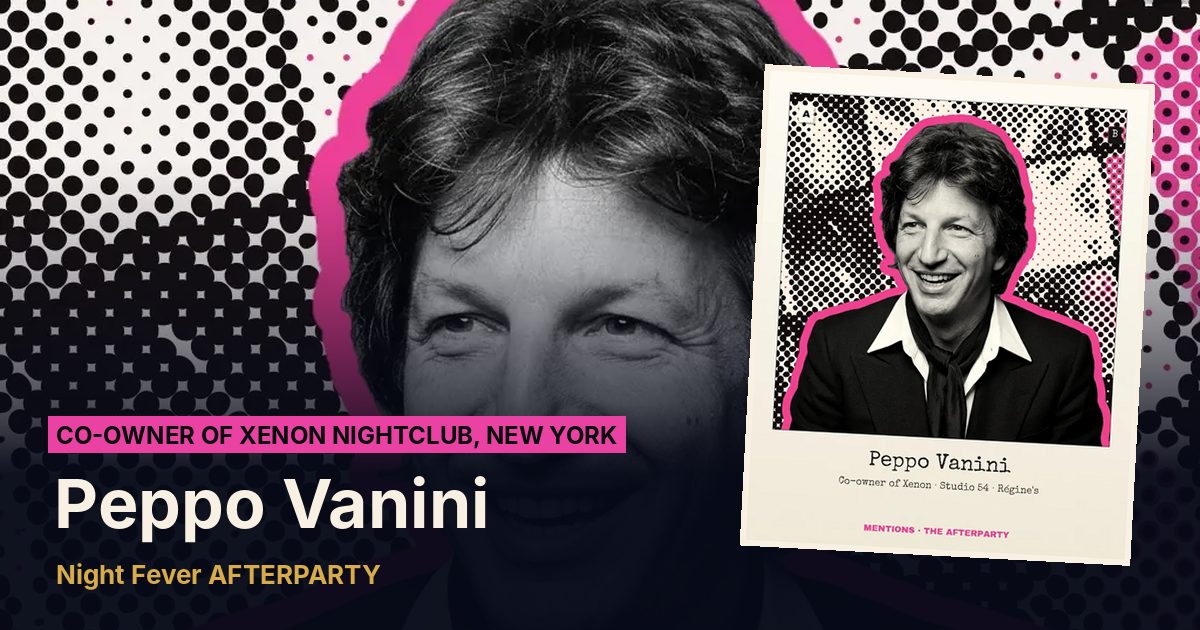 CO-OWNER OF XENON NIGHTCLUB, NEW YORK
Peppo Vanini
Night Fever AFTERPARTY
B
Peppo Vanini
Co-owner of Xenon · Studio 54 · Régine's
MENTIONS · THE AFTERPARTY